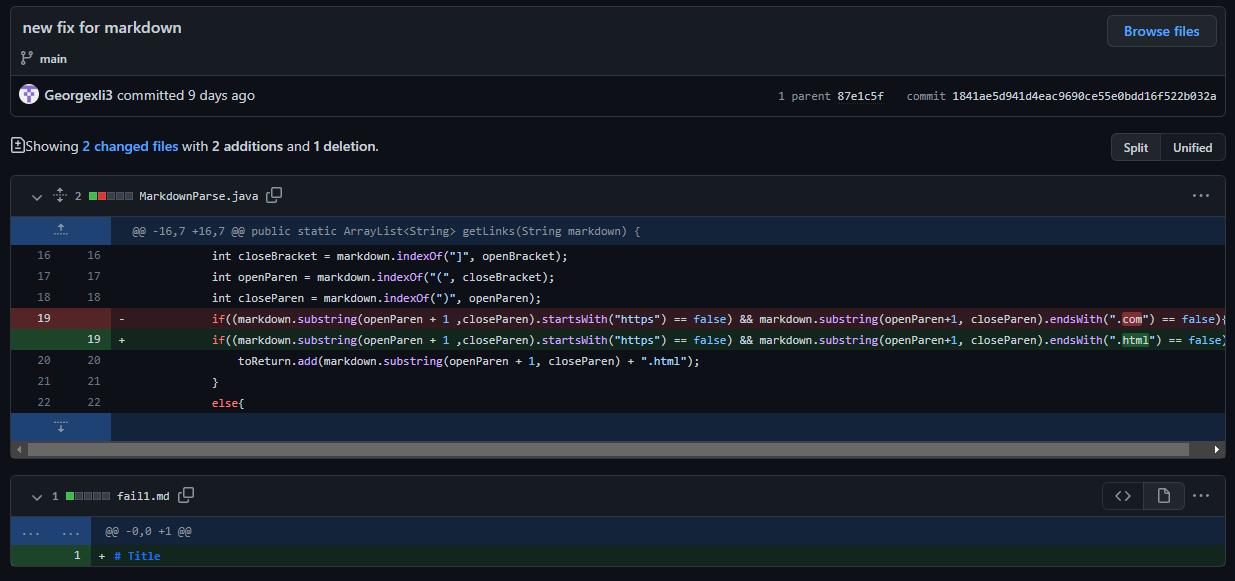 new fix for markdown
Browse files
main
Georgexli3 committed 9 days ago
1 parent 87e1c5f commit 1841ae5d941d4eac9690ce55e0bdd16f522b032a
Showing 2 changed files with 2 additions and 1 deletion.
Split Unified
2 MarkdownParse.java
@@ -16,7 +16,7 @@ public static ArrayList<String> getLinks(String markdown) {
16 16 int closeBracket = markdown.indexOf("]", openBracket);
17 17 int openParen = markdown.indexOf("(", closeBracket);
18 18 int closeParen = markdown.indexOf(")", openParen);
19 - if((markdown.substring(openParen + 1 ,closeParen).startsWith("https") == false) && markdown.substring(openParen+1, closeParen).endsWith(".com") == false){
19 + if((markdown.substring(openParen + 1 ,closeParen).startsWith("https") == false) && markdown.substring(openParen+1, closeParen).endsWith(".html") == false)
20 20 toReturn.add(markdown.substring(openParen + 1, closeParen) + ".html");
21 21 }
22 22 else{
1 fail1.md
... ... @@ -0,0 +1 @@
1 + # Title